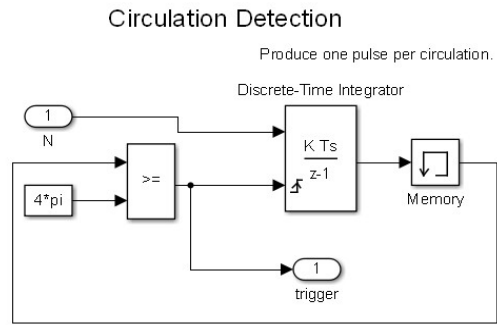 Circulation Detection
Produce one pulse per circulation.
Discrete-Time Integrator
1
N
>=
4*pi
K Ts
z-1
Memory
1
trigger